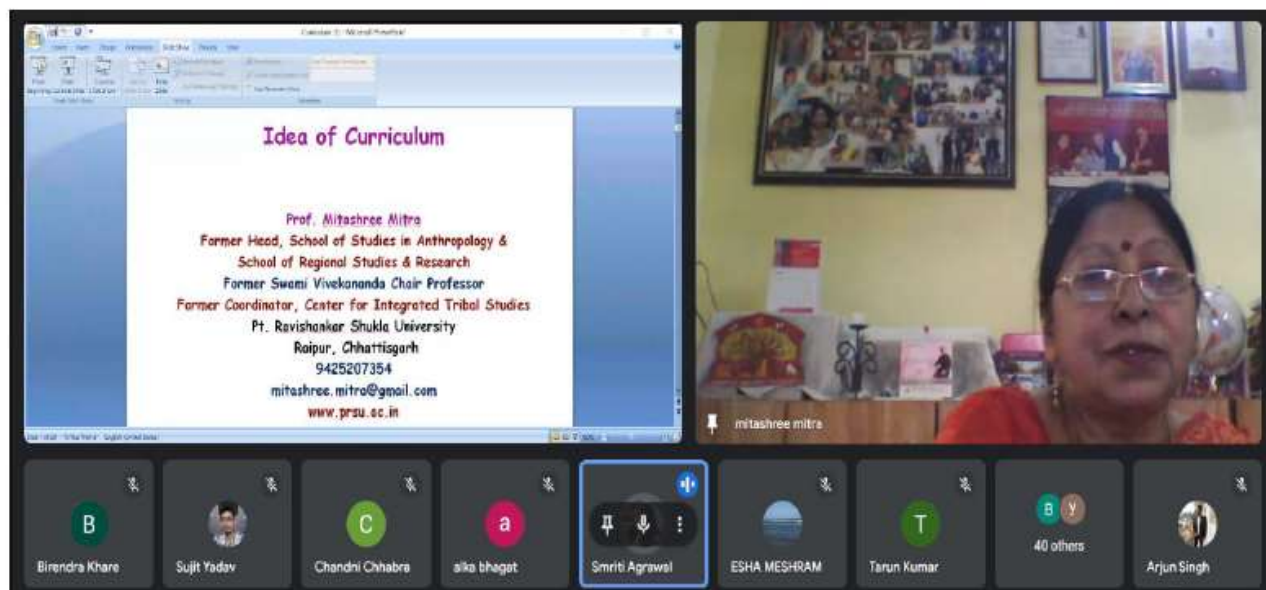 Idea of Curriculum
Prof. Mitashree Mitra
Former Head, School of Studies in Anthropology &
School of Regional Studies & Research
Former Swami Vivekananda Chair Professor
Former Coordinator, Center for Integrated Tribal Studies
Pt. Ravishankar Shukla University
Raipur, Chhattisgarh
9425207354
mitashree.mitra@gmail.com
www.prsu.ac.in
mitashree mitra
B
Birendra Khare
Sujit Yadav
C
Chandni Chhabra
a
alka bhagat
Smriti Agrawal
ESHA MESHRAM
T
Tarun Kumar
B y
40 others
Arjun Singh